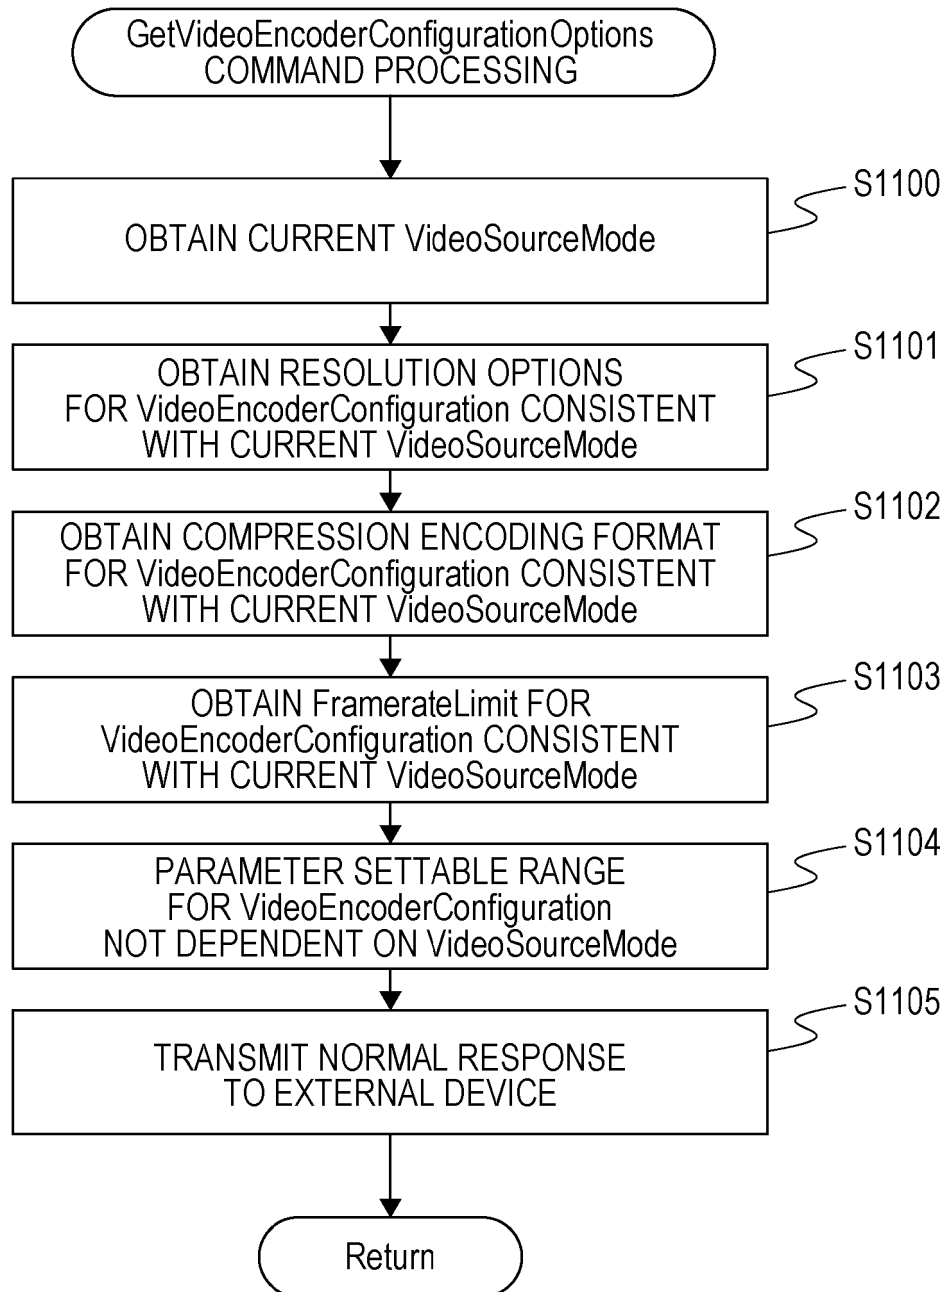 GetVideoEncoderConfigurationOptions
COMMAND PROCESSING
S1100
OBTAIN CURRENT VideoSourceMode
S1101
OBTAIN RESOLUTION OPTIONS
FOR VideoEncoderConfiguration CONSISTENT
WITH CURRENT VideoSourceMode
S1102
OBTAIN COMPRESSION ENCODING FORMAT
FOR VideoEncoderConfiguration CONSISTENT
WITH CURRENT VideoSourceMode
S1103
OBTAIN FramerateLimit FOR
VideoEncoderConfiguration CONSISTENT
WITH CURRENT VideoSourceMode
S1104
PARAMETER SETTABLE RANGE
FOR VideoEncoderConfiguration
NOT DEPENDENT ON VideoSourceMode
S1105
TRANSMIT NORMAL RESPONSE
TO EXTERNAL DEVICE
Return